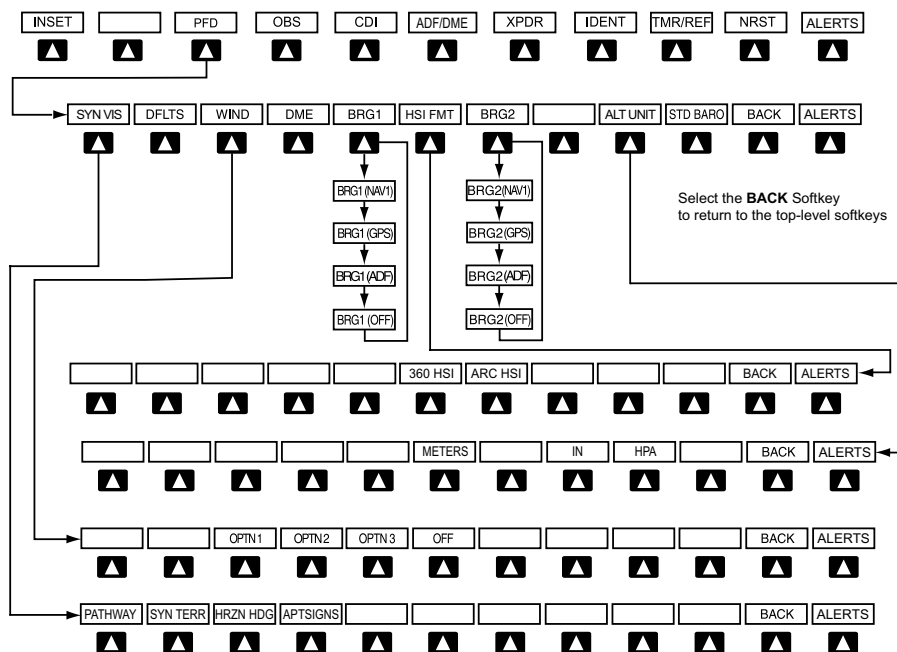 INSET PFD OBS CDI ADF/DME XPDR IDENT TMR/REF NRST ALERTS
SYN VIS DFLTS WIND DME BRG1 HSI FMT BRG2 ALT UNIT STD BARO BACK ALERTS
Select the BACK Softkey
to return to the top-level softkeys
BRG1 (NAV1) BRG2 (NAV1)
BRG1 (GPS) BRG2 (GPS)
BRG1 (ADF) BRG2 (ADF)
BRG1 (OFF) BRG2 (OFF)
360 HSI ARC HSI BACK ALERTS
METERS IN HPA BACK ALERTS
OPTN 1 OPTN 2 OPTN 3 OFF BACK ALERTS
PATHWAY SYN TERR HRZN HDG APTSIGNS BACK ALERTS